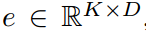 e ∈ ℝ^{K×D},